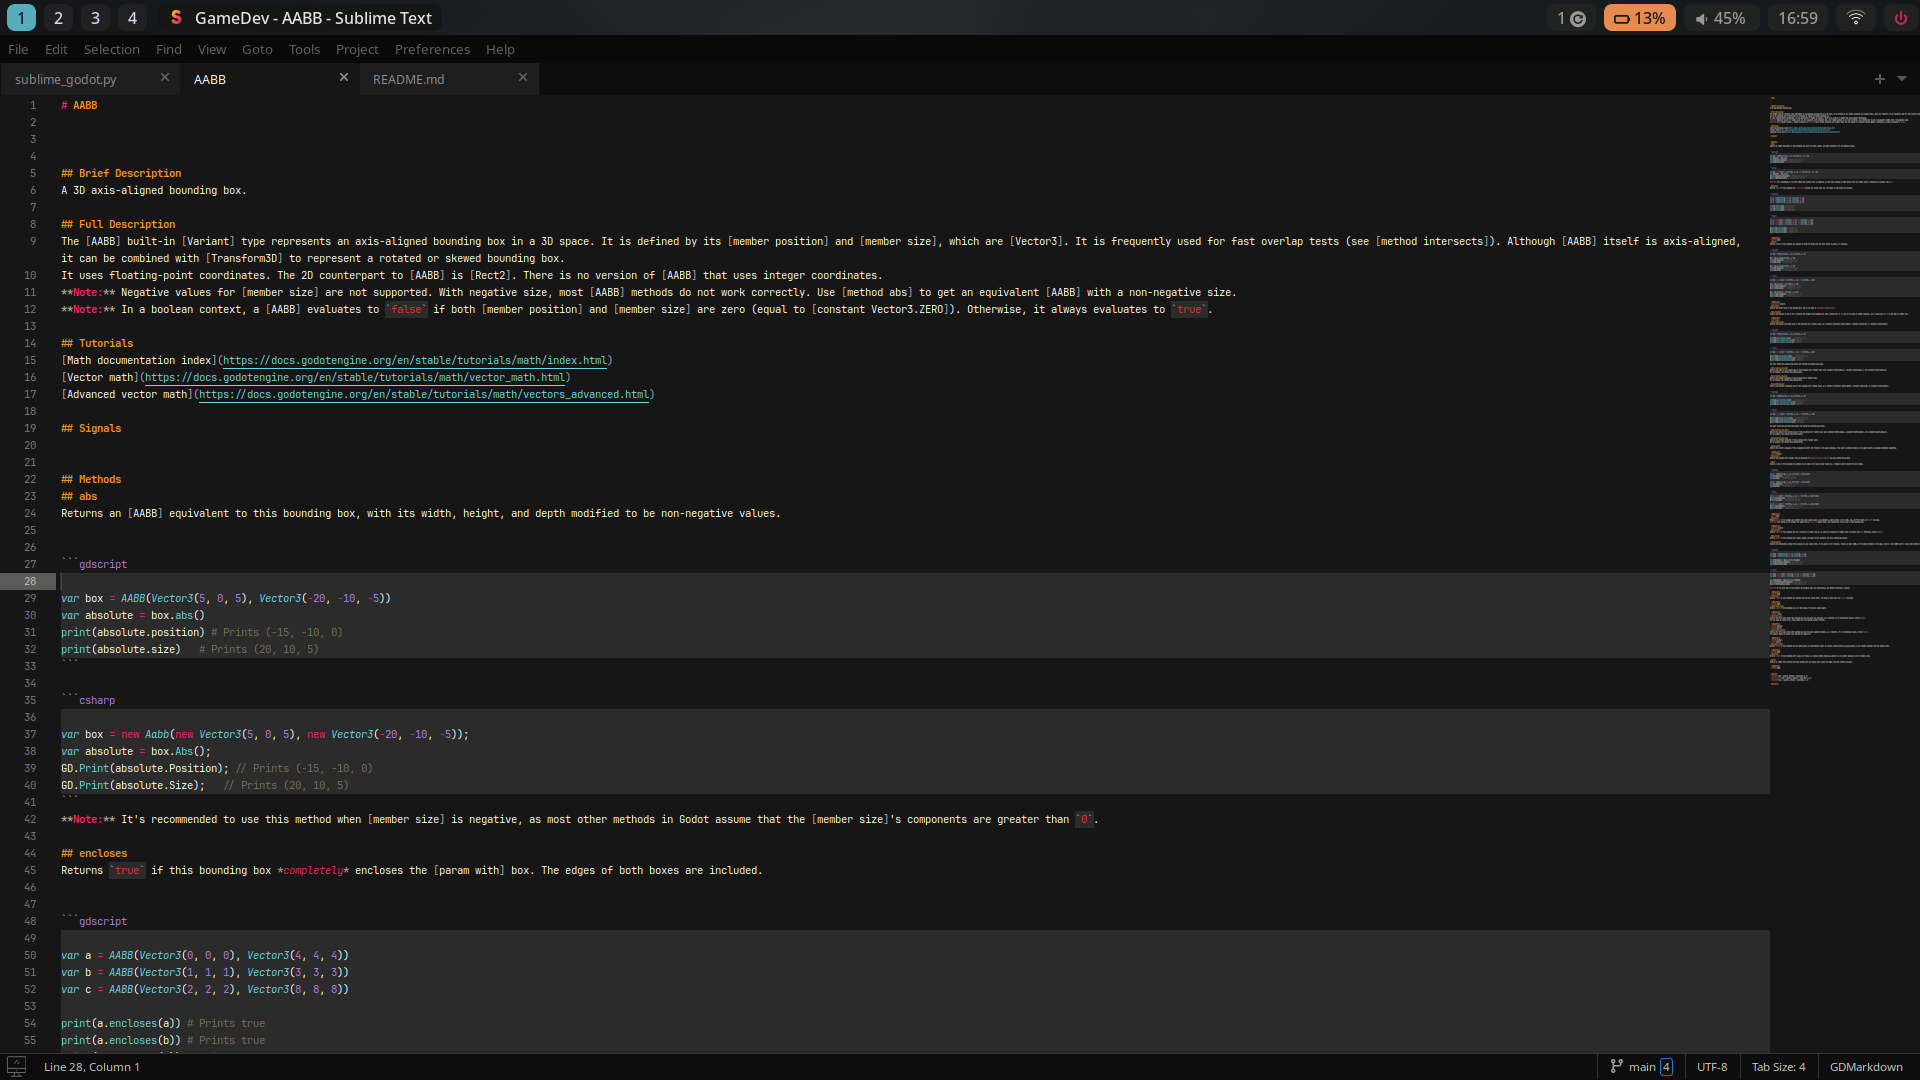 1 2 3 4 GameDev - AABB - Sublime Text 1 13% 45% 16:59
File Edit Selection Find View Goto Tools Project Preferences Help
sublime_godot.py AABB README.md
1 # AABB
2
3
4
5 ## Brief Description
6 A 3D axis-aligned bounding box.
7
8 ## Full Description
9 The [AABB] built-in [Variant] type represents an axis-aligned bounding box in a 3D space. It is defined by its [member position] and [member size], which are [Vector3]. It is frequently used for fast overlap tests (see [method intersects]). Although [AABB] itself is axis-aligned,
it can be combined with [Transform3D] to represent a rotated or skewed bounding box.
10 It uses floating-point coordinates. The 2D counterpart to [AABB] is [Rect2]. There is no version of [AABB] that uses integer coordinates.
11 **Note:** Negative values for [member size] are not supported. With negative size, most [AABB] methods do not work correctly. Use [method abs] to get an equivalent [AABB] with a non-negative size.
12 **Note:** In a boolean context, a [AABB] evaluates to `false` if both [member position] and [member size] are zero (equal to [constant Vector3.ZERO]). Otherwise, it always evaluates to `true`.
13
14 ## Tutorials
15 [Math documentation index](https://docs.godotengine.org/en/stable/tutorials/math/index.html)
16 [Vector math](https://docs.godotengine.org/en/stable/tutorials/math/vector_math.html)
17 [Advanced vector math](https://docs.godotengine.org/en/stable/tutorials/math/vectors_advanced.html)
18
19 ## Signals
20
21
22 ## Methods
23 ## abs
24 Returns an [AABB] equivalent to this bounding box, with its width, height, and depth modified to be non-negative values.
25
26
27 ```gdscript
28
29 var box = AABB(Vector3(5, 0, 5), Vector3(-20, -10, -5))
30 var absolute = box.abs()
31 print(absolute.position) # Prints (-15, -10, 0)
32 print(absolute.size)   # Prints (20, 10, 5)
33 ```
34
35 ```csharp
36
37 var box = new Aabb(new Vector3(5, 0, 5), new Vector3(-20, -10, -5));
38 var absolute = box.Abs();
39 GD.Print(absolute.Position); // Prints (-15, -10, 0)
40 GD.Print(absolute.Size);   // Prints (20, 10, 5)
41 ```
42 **Note:** It's recommended to use this method when [member size] is negative, as most other methods in Godot assume that the [member size]'s components are greater than `0`.
43
44 ## encloses
45 Returns `true` if this bounding box *completely* encloses the [param with] box. The edges of both boxes are included.
46
47
48 ```gdscript
49
50 var a = AABB(Vector3(0, 0, 0), Vector3(4, 4, 4))
51 var b = AABB(Vector3(1, 1, 1), Vector3(3, 3, 3))
52 var c = AABB(Vector3(2, 2, 2), Vector3(8, 8, 8))
53
54 print(a.encloses(a)) # Prints true
55 print(a.encloses(b)) # Prints true
Line 28, Column 1 main 4 UTF-8 Tab Size: 4 GDMarkdown